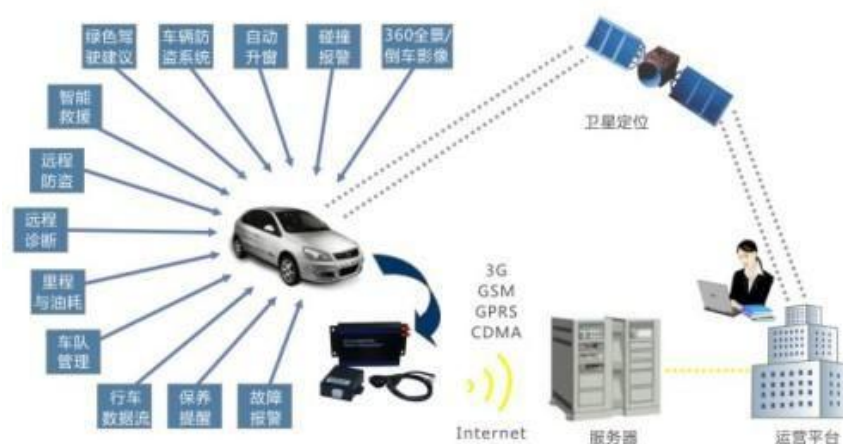 绿色驾
驶建议
车辆防
盗系统
自动
升窗
碰撞
报警
360全景/
倒车影像
智能
救援
远程
防盗
远程
诊断
里程
与油耗
车队
管理
行车
数据流
保养
提醒
故障
报警
卫星定位
3G
GSM
GPRS
CDMA
Internet
服务器
运营平台